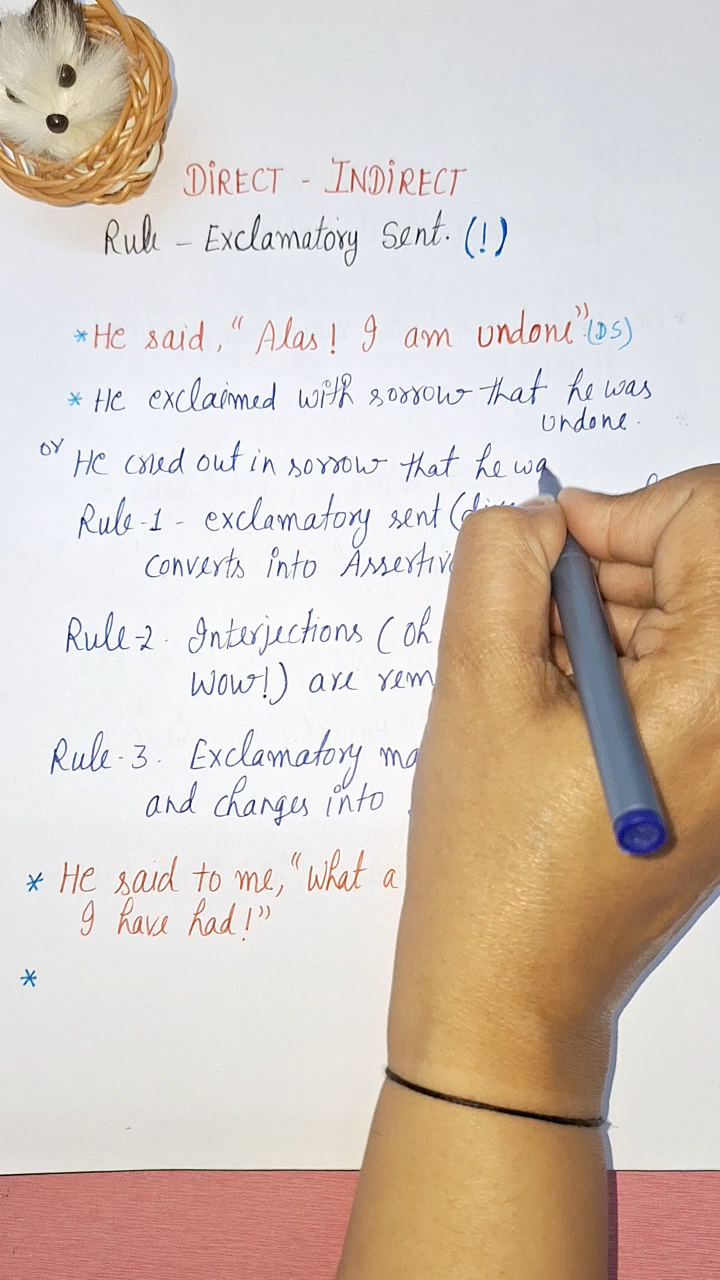 DIRECT - INDIRECT
Rule - Exclamatory Sent. (!)
* He said, "Alas! I am undone" (DS)
* He exclaimed with sorrow that he was
undone.
or He cried out in sorrow that he wa
Rule-1 - exclamatory sent (di
converts into Assertiv
Rule-2. Interjections (Oh
Wow!) are rem
Rule-3. Exclamatory ma
and changes into
* He said to me, "What a
I have had!"
*